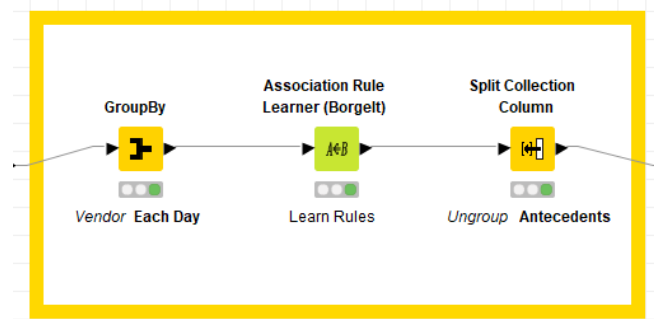 GroupBy
Association Rule
Learner (Borgelt)
Split Collection
Column
A€B
Vendor Each Day
Learn Rules
Ungroup Antecedents